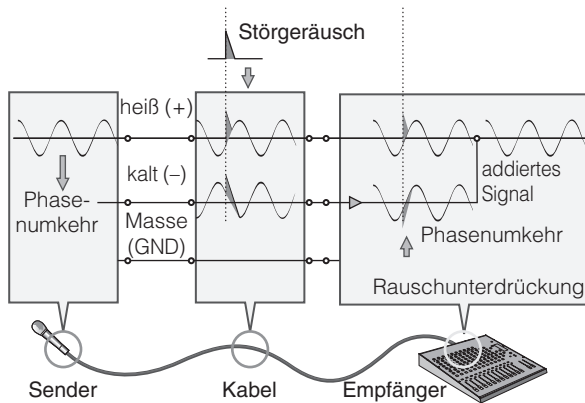 Störgeräusch
heiß (+)
kalt (–)
Phase-
numkehr
Masse
(GND)
addiertes
Signal
Phasenumkehr
Rauschunterdrückung
Sender
Kabel
Empfänger